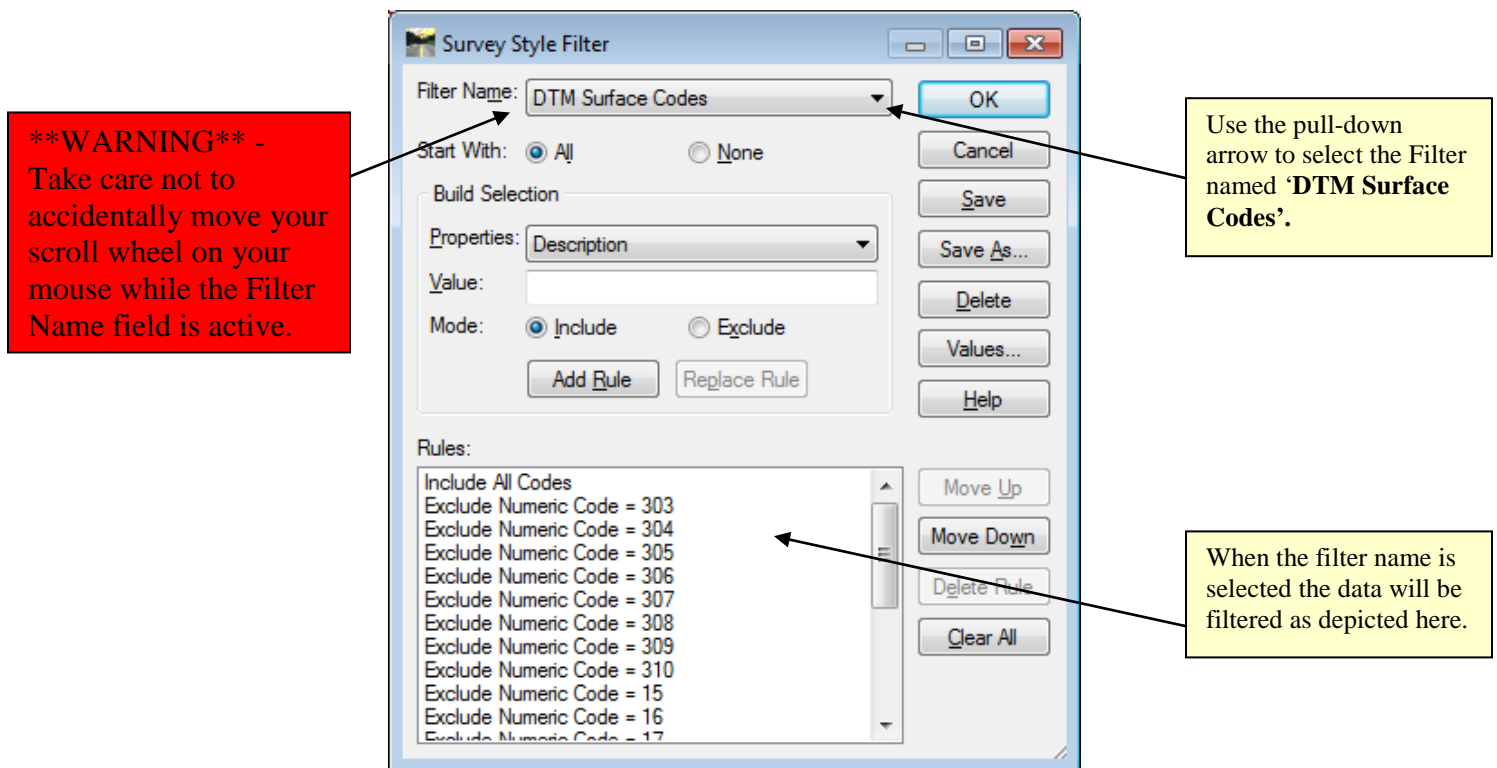 Survey Style Filter
Filter Name: DTM Surface Codes
OK
**WARNING** -
Take care not to
accidentally move your
scroll wheel on your
mouse while the Filter
Name field is active.
Use the pull-down
arrow to select the Filter
named ‘DTM Surface
Codes’.
Start With: All None
Cancel
Build Selection
Save
Properties: Description
Save As...
Value:
Delete
Mode: Include Exclude
Values...
Add Rule Replace Rule
Help
Rules:
Include All Codes
Exclude Numeric Code = 303
Exclude Numeric Code = 304
Exclude Numeric Code = 305
Exclude Numeric Code = 306
Exclude Numeric Code = 307
Exclude Numeric Code = 308
Exclude Numeric Code = 309
Exclude Numeric Code = 310
Exclude Numeric Code = 15
Exclude Numeric Code = 16
Exclude Numeric Code = 17
Move Up
Move Down
Delete Rule
Clear All
When the filter name is
selected the data will be
filtered as depicted here.